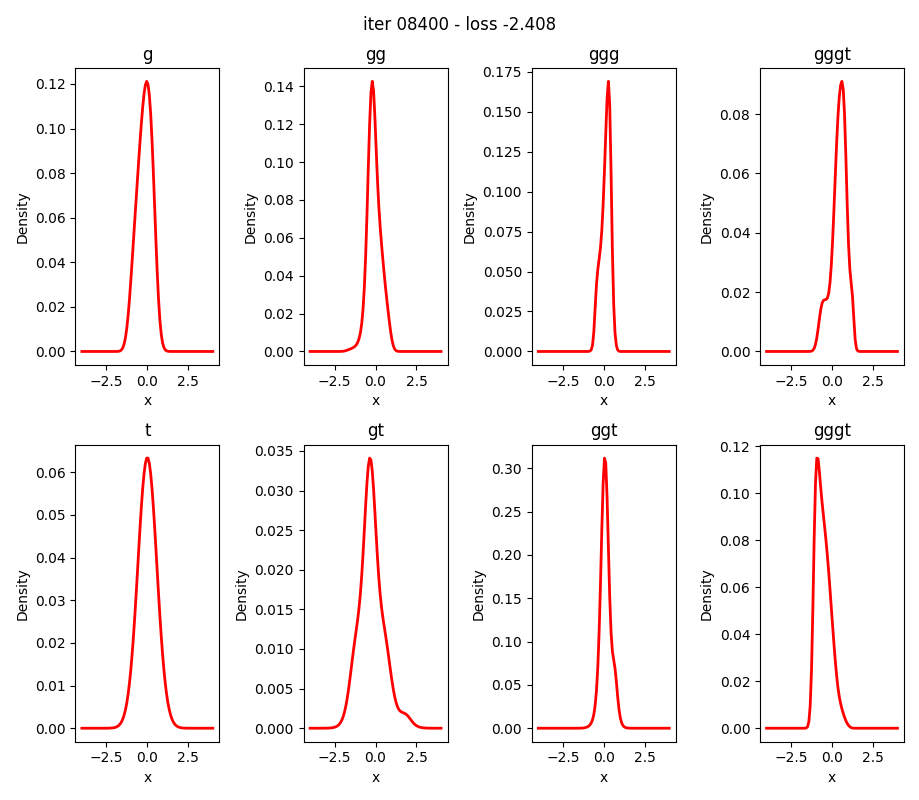 iter 08400 - loss -2.408
g gg ggg gggt
0.12 0.10 0.08 0.06 0.04 0.02 0.00
Density
−2.5 0.0 2.5
x
0.14 0.12 0.10 0.08 0.06 0.04 0.02 0.00
Density
−2.5 0.0 2.5
x
0.175 0.150 0.125 0.100 0.075 0.050 0.025 0.000
Density
−2.5 0.0 2.5
x
0.08 0.06 0.04 0.02 0.00
Density
−2.5 0.0 2.5
x
t gt ggt gggt
0.06 0.05 0.04 0.03 0.02 0.01 0.00
Density
−2.5 0.0 2.5
x
0.035 0.030 0.025 0.020 0.015 0.010 0.005 0.000
Density
−2.5 0.0 2.5
x
0.30 0.25 0.20 0.15 0.10 0.05 0.00
Density
−2.5 0.0 2.5
x
0.12 0.10 0.08 0.06 0.04 0.02 0.00
Density
−2.5 0.0 2.5
x